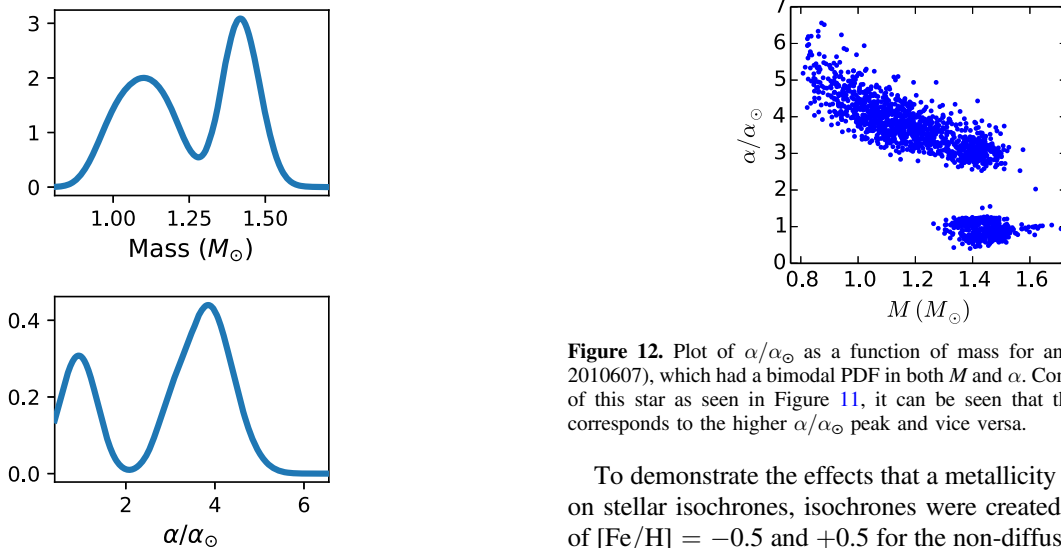 3
2
1
0
1.00 1.25 1.50
Mass (M☉)
0.4
0.2
0.0
2 4 6
α/α☉
7
6
5
4
3
2
1
0
α/α☉
0.8 1.0 1.2 1.4 1.6
M (M☉)
Figure 12. Plot of α/α☉ as a function of mass for an
2010607), which had a bimodal PDF in both M and α. Con
of this star as seen in Figure 11, it can be seen that th
corresponds to the higher α/α☉ peak and vice versa.
To demonstrate the effects that a metallicity
on stellar isochrones, isochrones were created
of [Fe/H] = −0.5 and +0.5 for the non-diffus